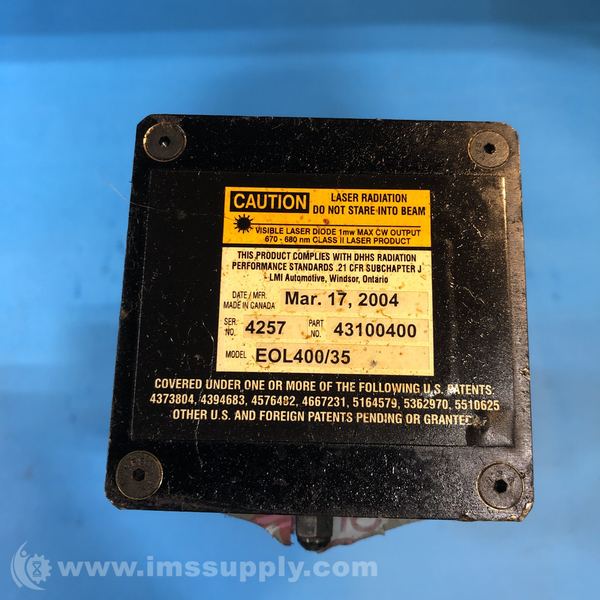 CAUTION
LASER RADIATION
DO NOT STARE INTO BEAM
VISIBLE LASER DIODE 1mw MAX CW OUTPUT
670 - 680 nm CLASS II LASER PRODUCT
THIS PRODUCT COMPLIES WITH DHHS RADIATION
PERFORMANCE STANDARDS .21 CFR SUBCHAPTER J
LMI Automotive, Windsor, Ontario
DATE / MFR. Mar. 17, 2004
MADE IN CANADA
SER. NO. 4257 PART NO. 43100400
MODEL EOL400/35
COVERED UNDER ONE OR MORE OF THE FOLLOWING U.S. PATENTS:
4373804, 4394683, 4576482, 4667231, 5164579, 5362970, 5510625
OTHER U.S. AND FOREIGN PATENTS PENDING OR GRANTED
www.imssupply.com